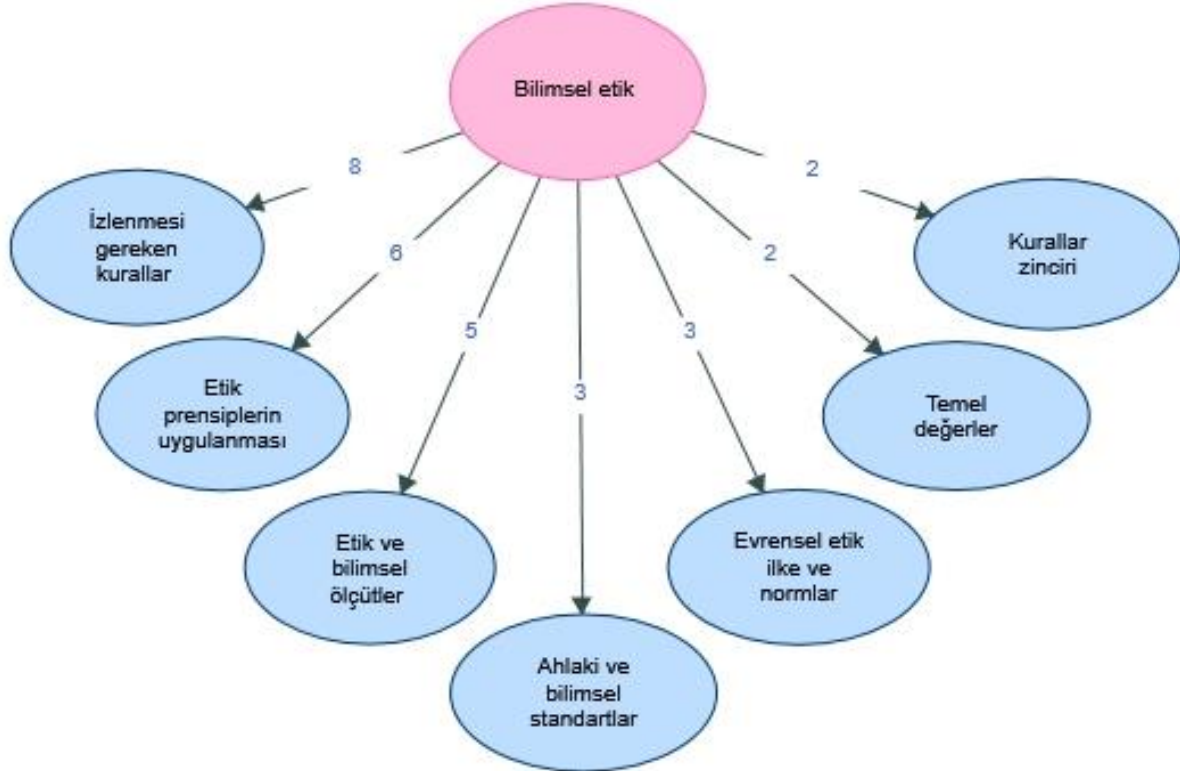 Bilimsel etik
8
2
İzlenmesi
gereken
kurallar
Kurallar
zinciri
6
2
5
3
3
Etik
prensiplerin
uygulanması
Temel
değerler
Etik ve
bilimsel
ölçütler
Evrensel etik
ilke ve
normlar
Ahlaki ve
bilimsel
standartlar